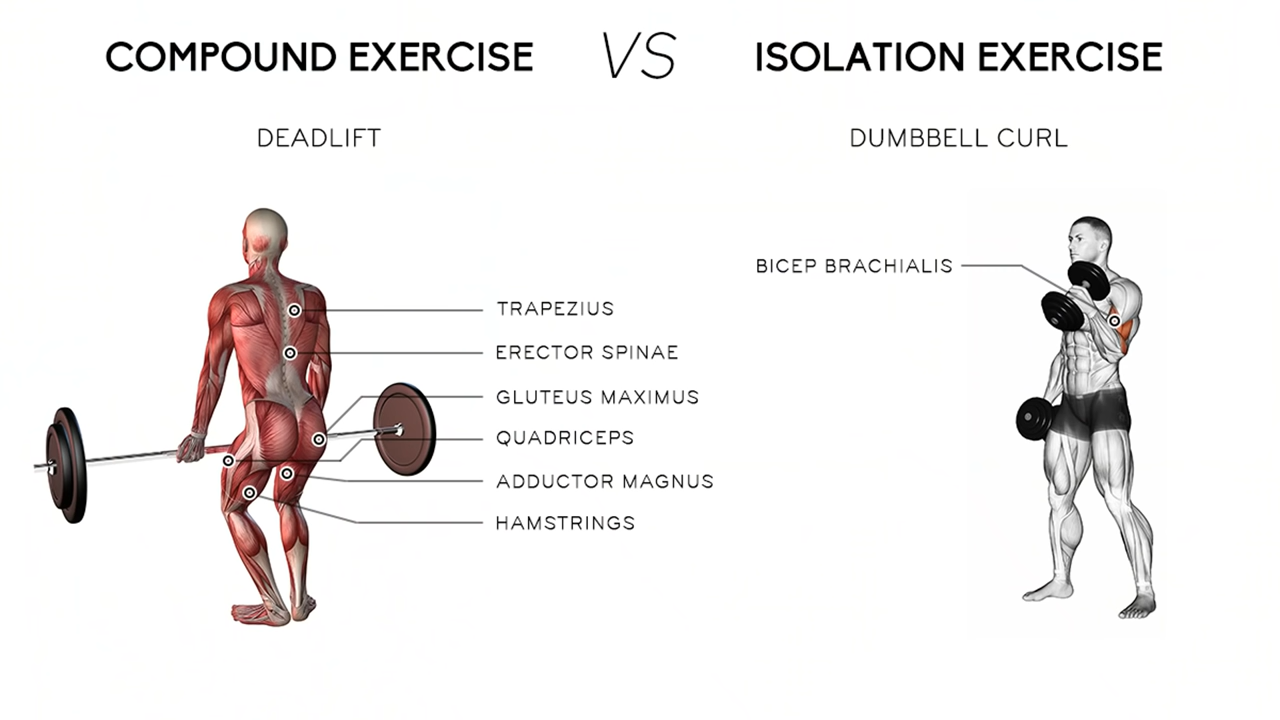 COMPOUND EXERCISE VS ISOLATION EXERCISE
DEADLIFT
DUMBBELL CURL
TRAPEZIUS
ERECTOR SPINAE
GLUTEUS MAXIMUS
QUADRICEPS
ADDUCTOR MAGNUS
HAMSTRINGS
BICEP BRACHIALIS